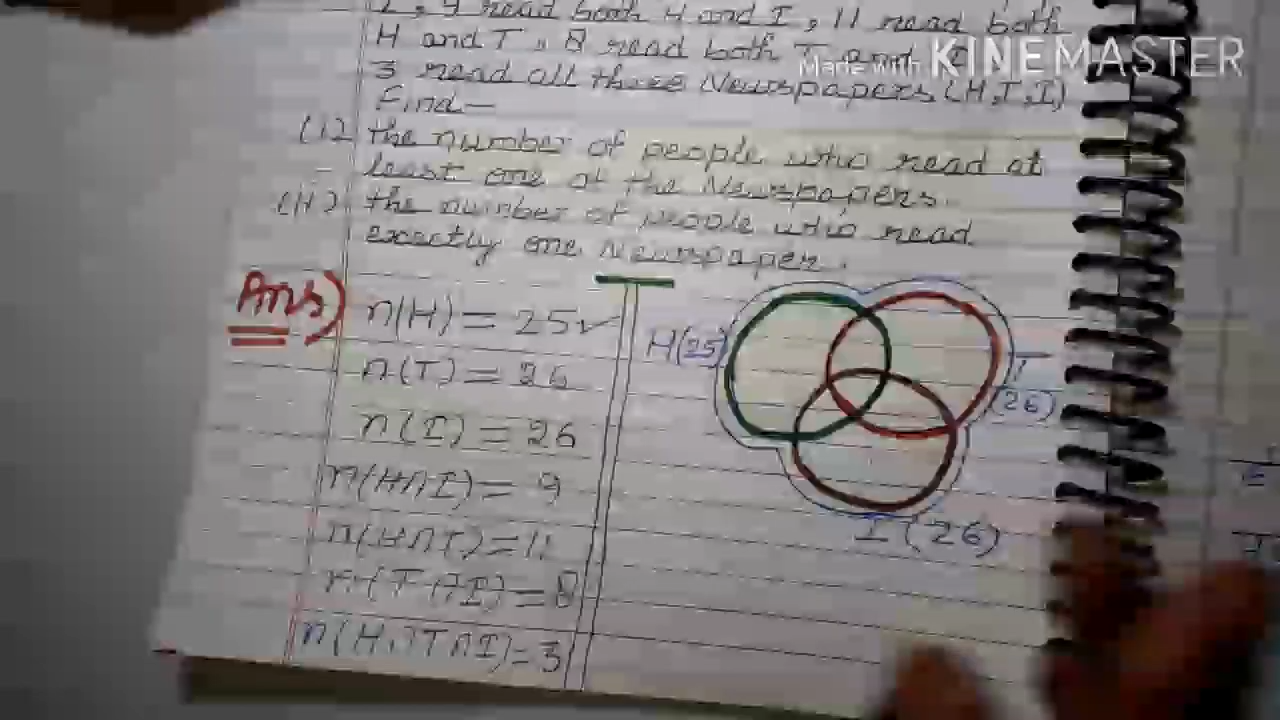 I, 9 read both H and I, 11 read both
H and T, 8 read both T and I
3 read all three Newspapers (H,T,I)
Find—
(I) the number of people who read at
least one of the Newspapers.
(II) the number of people who read
exactly one Newspaper.
Ans)
n(H) = 25✓
n(T) = 26
n(I) = 26
n(H∩I) = 9
n(H∩T) = 11
n(T∩I) = 8
n(H∩T∩I) = 3
H(25)
T
(26)
I (26)
Made with KINEMASTER